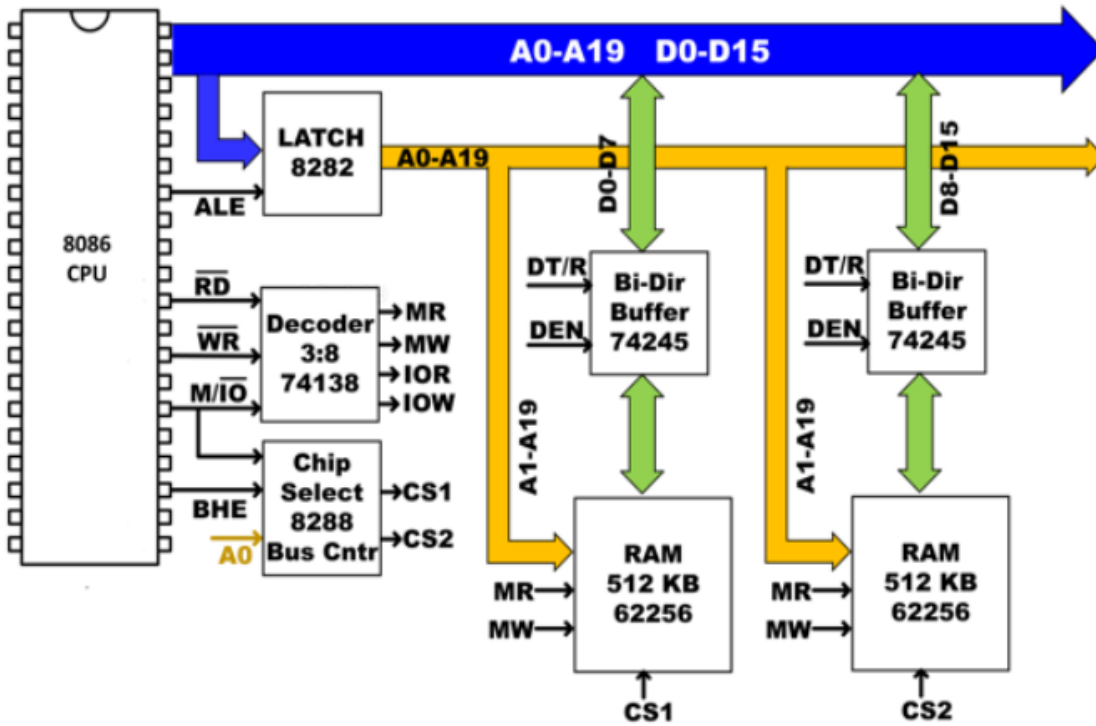 A0-A19 D0-D15
LATCH
8282
A0-A19
D0-D7
D8-D15
ALE
8086
CPU
RD
WR
M/IO
Decoder
3:8
74138
MR
MW
IOR
IOW
DT/R
DEN
Bi-Dir
Buffer
74245
DT/R
DEN
Bi-Dir
Buffer
74245
A1-A19
A1-A19
BHE
A0
Chip
Select
8288
Bus Cntr
CS1
CS2
RAM
512 KB
62256
MR
MW
CS1
RAM
512 KB
62256
MR
MW
CS2